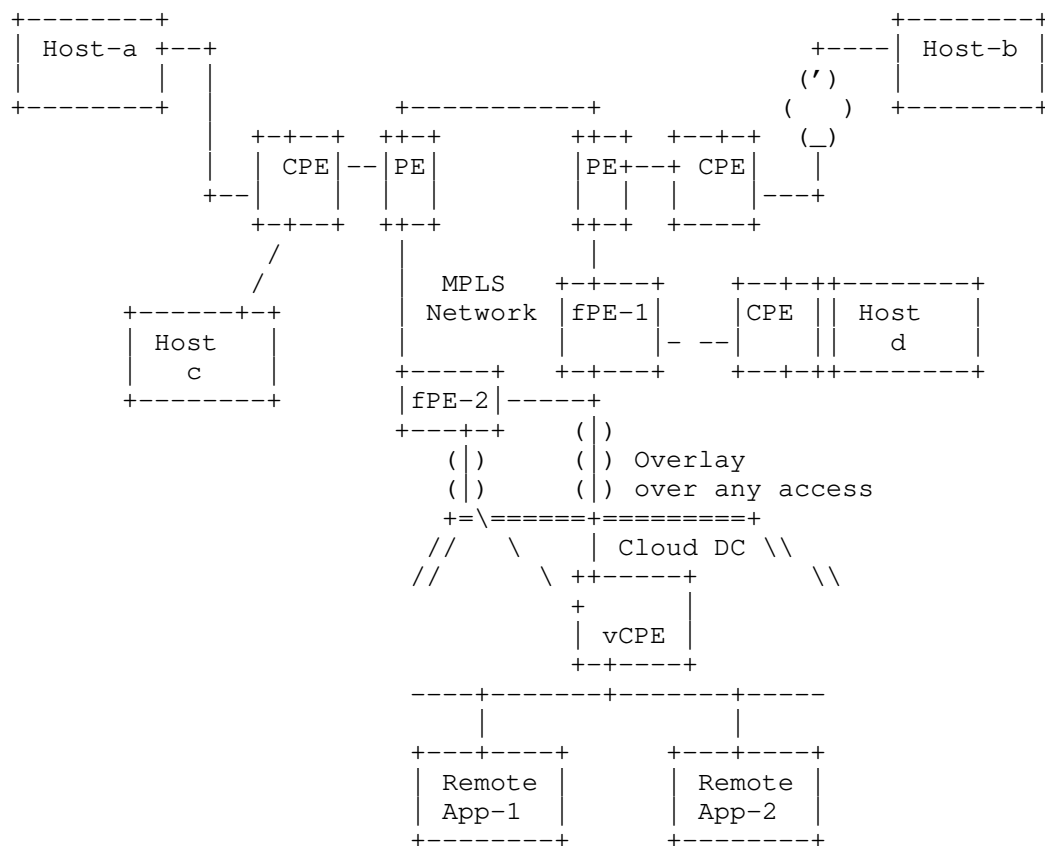 Host-a Host-b
CPE PE PE CPE
MPLS
Network fPE-1 CPE Host
Host d
c
fPE-2
Overlay
over any access
Cloud DC
vCPE
Remote Remote
App-1 App-2